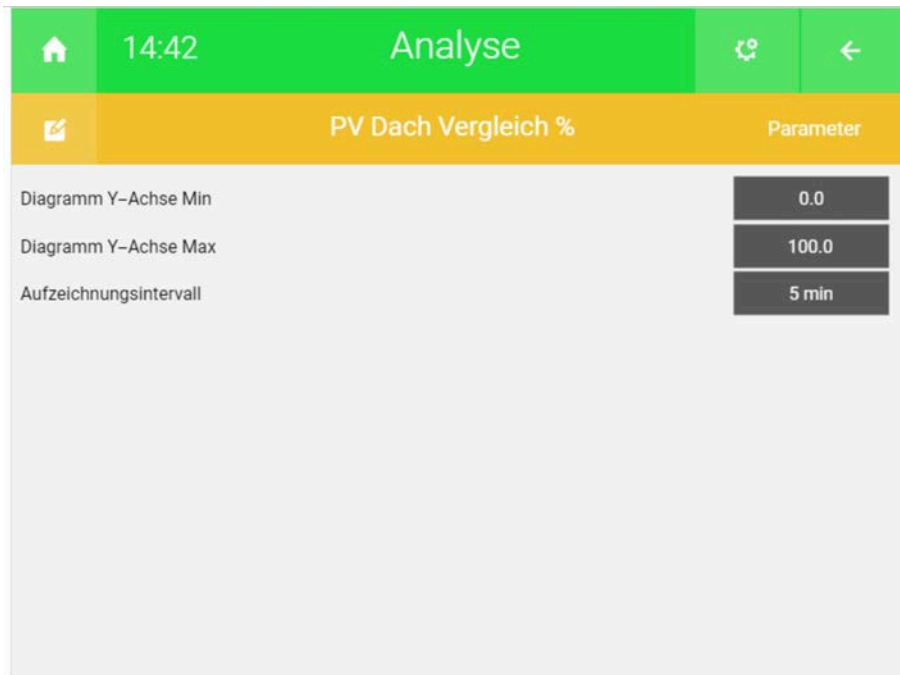 14:42 Analyse
PV Dach Vergleich % Parameter
Diagramm Y-Achse Min 0.0
Diagramm Y-Achse Max 100.0
Aufzeichnungsintervall 5 min